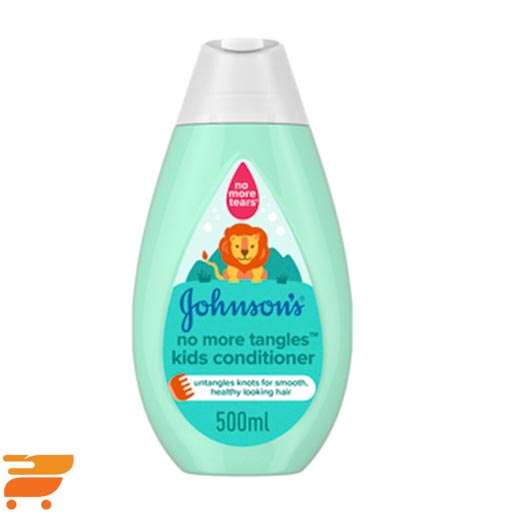 no
more
tears®
Johnson's®
no more tangles™
kids conditioner
untangles knots for smooth,
healthy looking hair
500ml